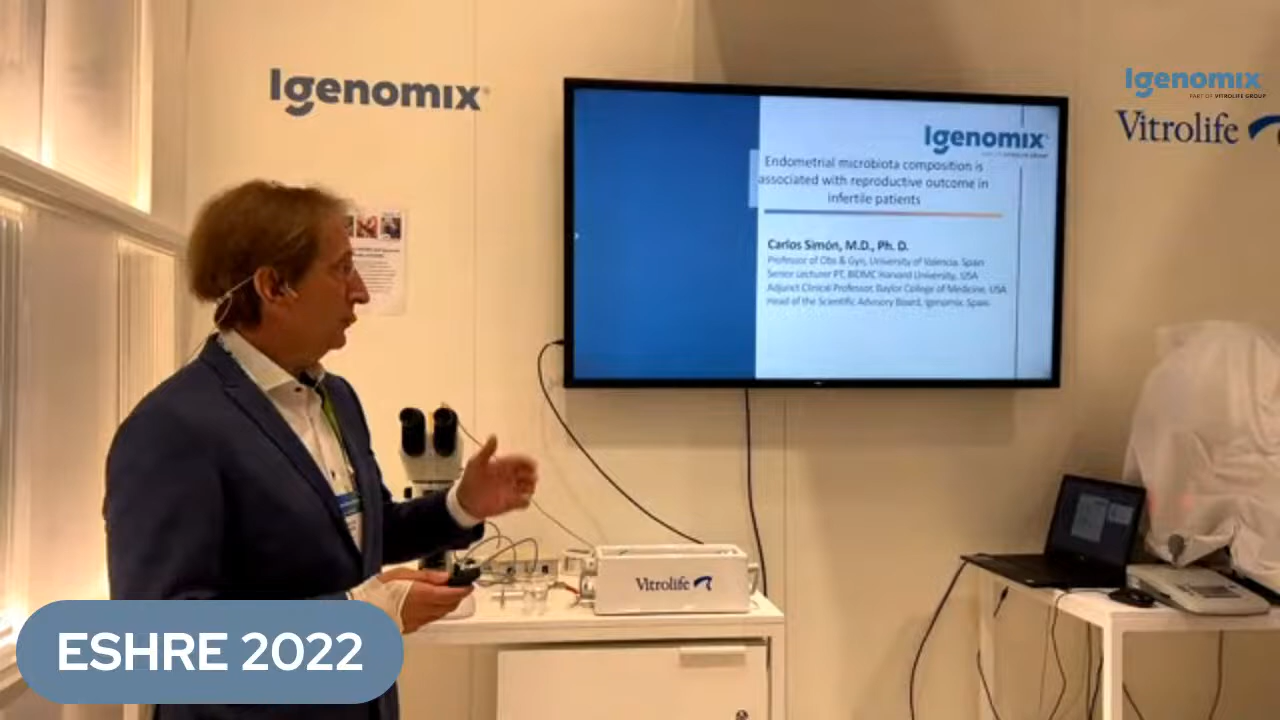 Igenomix
Igenomix
PART OF VITROLIFE GROUP
Vitrolife
Igenomix
Endometrial microbiota composition is
associated with reproductive outcome in
infertile patients
Carlos Simón, M.D., Ph. D.
Professor of Obs & Gyn, University of Valencia, Spain
Senior Lecturer PT, BIDMC Harvard University, USA
Adjunct Clinical Professor, Baylor College of Medicine, USA
Head of the Scientific Advisory Board, Igenomix, Spain
Vitrolife
ESHRE 2022